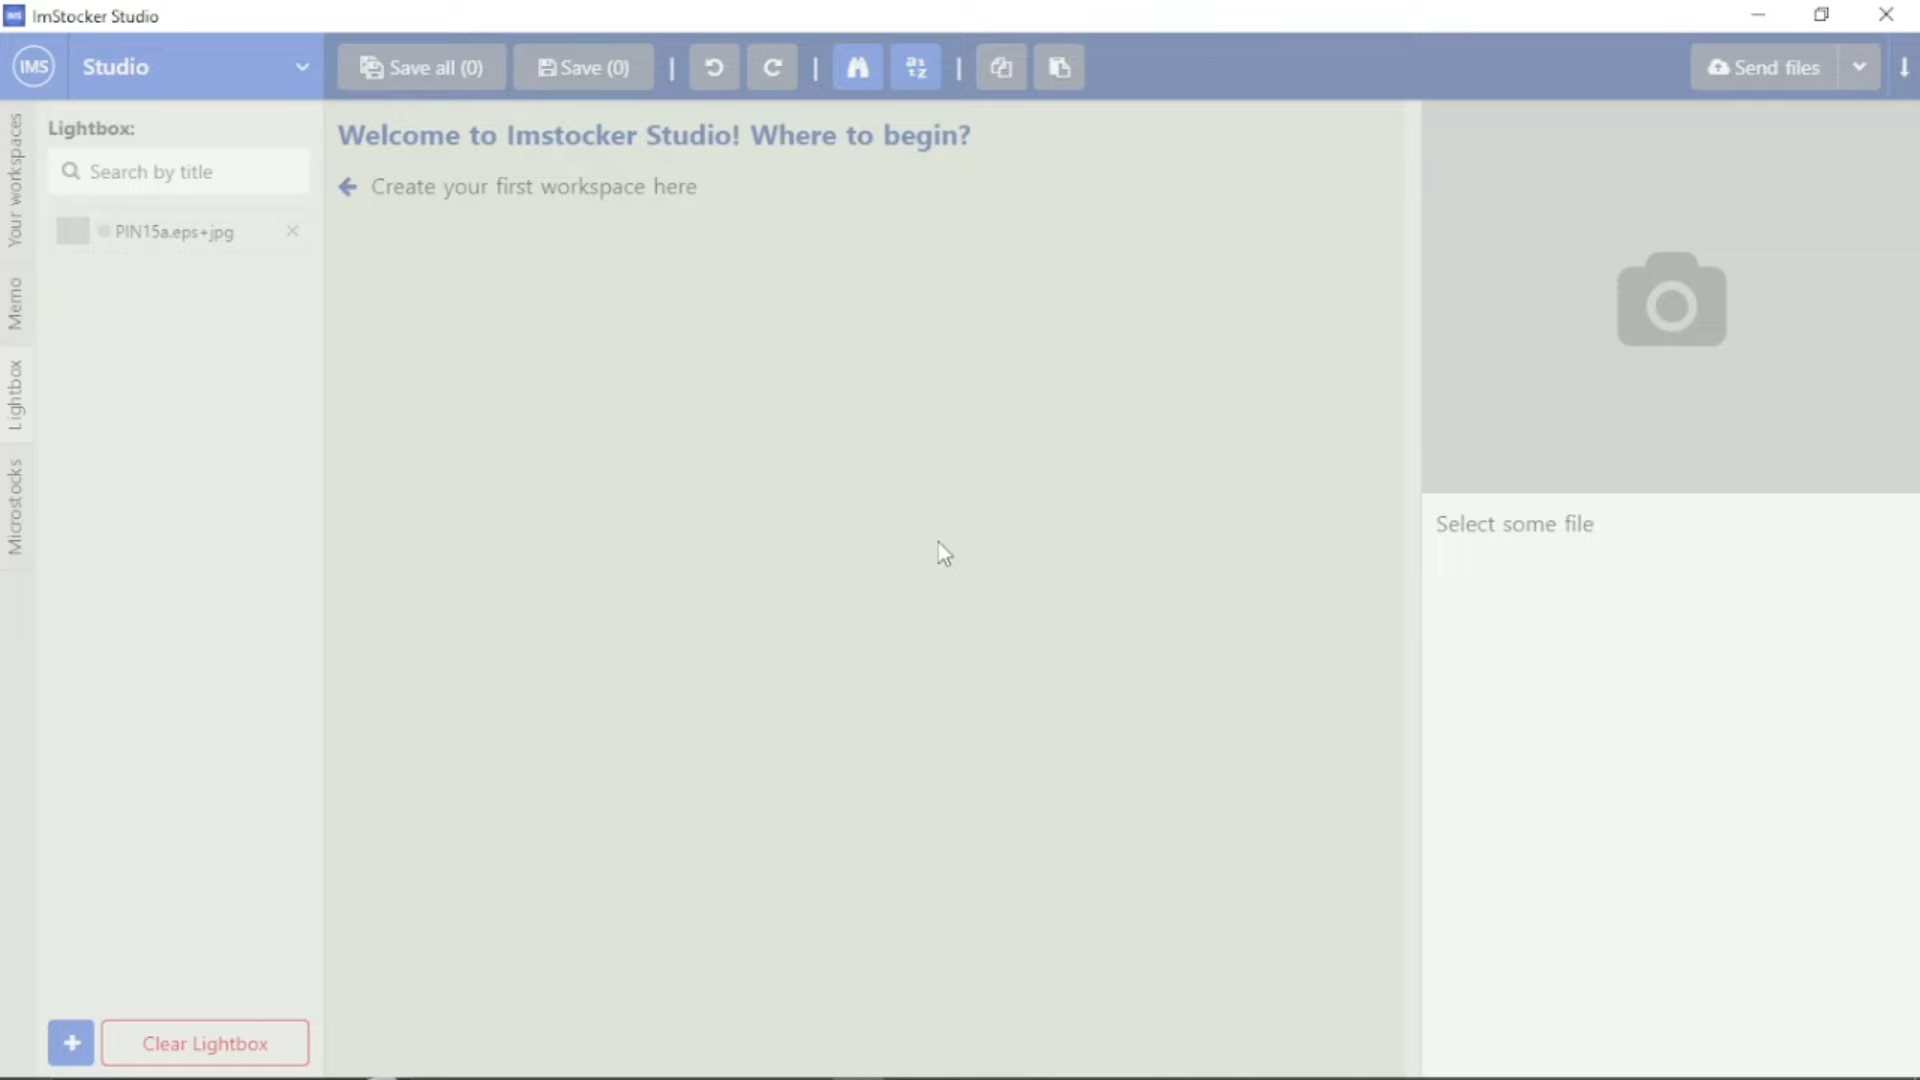 IMS ImStocker Studio
IMS Studio
Save all (0) Save (0) Send files
Your workspaces
Memo
Lightbox
Microstocks
Lightbox:
Search by title
PIN15a.eps+jpg
Clear Lightbox
Welcome to Imstocker Studio! Where to begin?
Create your first workspace here
Select some file